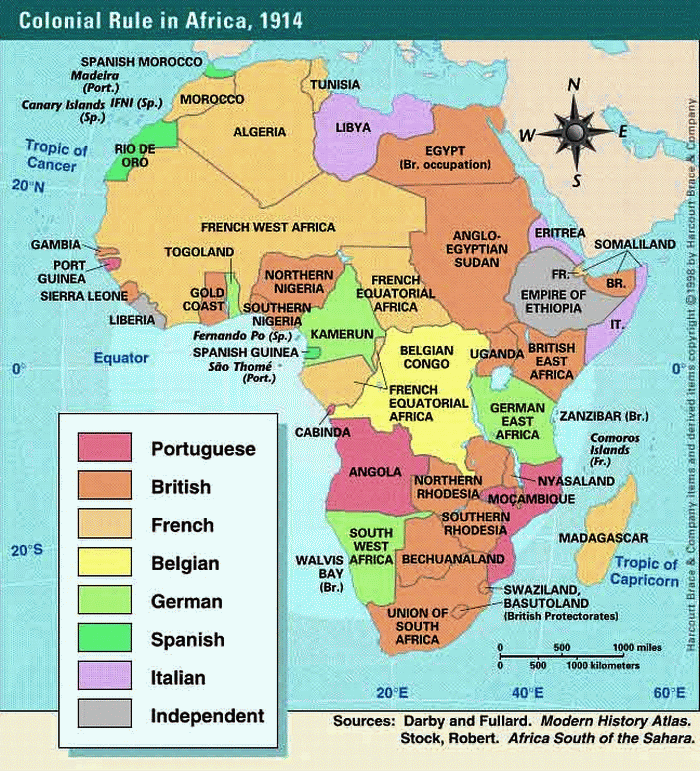 Colonial Rule in Africa, 1914
SPANISH MOROCCO
Madeira
(Port.)
Canary Islands
(Sp.)
IFNI (Sp.)
MOROCCO
TUNISIA
ALGERIA
LIBYA
EGYPT
(Br. occupation)
N
W
E
S
Tropic of
Cancer
RIO DE
ORO
20°N
FRENCH WEST AFRICA
ANGLO-
EGYPTIAN
SUDAN
ERITREA
SOMALILAND
FR.
BR.
IT.
GAMBIA
PORT
GUINEA
SIERRA LEONE
LIBERIA
TOGOLAND
GOLD
COAST
NORTHERN
NIGERIA
SOUTHERN
NIGERIA
FRENCH
EQUATORIAL
AFRICA
EMPIRE OF
ETHIOPIA
KAMERUN
Fernando Po (Sp.)
SPANISH GUINEA
São Thomé
(Port.)
Equator
0°
0°
BELGIAN
CONGO
UGANDA
BRITISH
EAST
AFRICA
FRENCH
EQUATORIAL
AFRICA
CABINDA
GERMAN
EAST
AFRICA
ZANZIBAR (Br.)
Comoros
Islands
(Fr.)
ANGOLA
NORTHERN
RHODESIA
NYASALAND
MOÇAMBIQUE
SOUTHERN
RHODESIA
MADAGASCAR
SOUTH
WEST
AFRICA
WALVIS
BAY
(Br.)
BECHUANALAND
Tropic of
Capricorn
SWAZILAND,
BASUTOLAND
(British Protectorates)
UNION OF
SOUTH
AFRICA
20°S
0 500 1000 miles
0 500 1000 kilometers
20°E
40°E
60°E
Portuguese
British
French
Belgian
German
Spanish
Italian
Independent
Sources: Darby and Fullard. Modern History Atlas.
Stock, Robert. Africa South of the Sahara.
Harcourt Brace & Company items and derived items copyright ©1998 by Harcourt Brace & Company